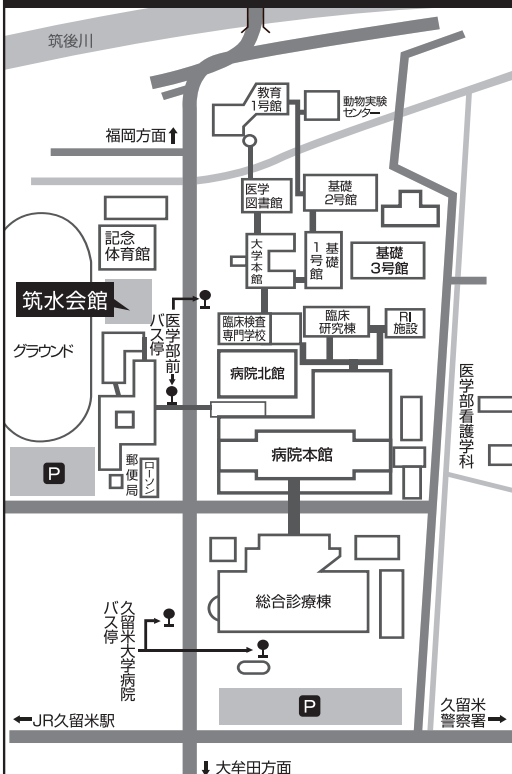 筑後川
教育
1号館
動物実験
センター
福岡方面
医学
図書館
基礎
2号館
記念
体育館
大学本館
基礎
1号館
基礎
3号館
筑水会館
医学部前
バス停
臨床検査
専門学校
臨床
研究棟
RI
施設
グラウンド
病院北館
医学部看護学科
病院本館
P
郵便局
ローソン
総合診療棟
久留米大学病院
バス停
P
JR久留米駅
久留米
警察署
大牟田方面